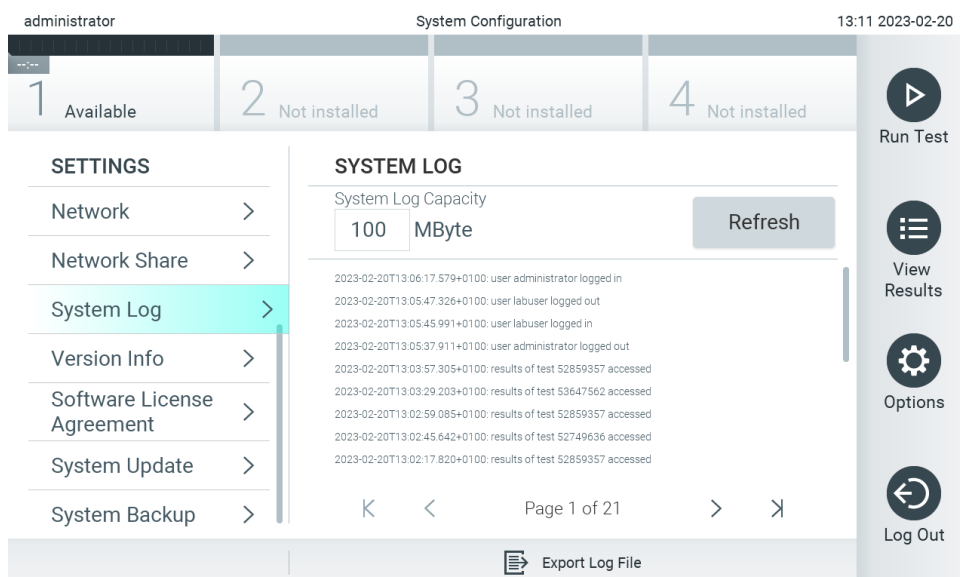 administrator
System Configuration
13:11 2023-02-20
--:--
1 Available
2 Not installed
3 Not installed
4 Not installed
Run Test
SETTINGS
Network
Network Share
System Log
Version Info
Software License
Agreement
System Update
System Backup
SYSTEM LOG
System Log Capacity
100 MByte
Refresh
2023-02-20T13:06:17.579+0100: user administrator logged in
2023-02-20T13:05:47.326+0100: user labuser logged out
2023-02-20T13:05:45.991+0100: user labuser logged in
2023-02-20T13:05:37.911+0100: user administrator logged out
2023-02-20T13:03:57.305+0100: results of test 52859357 accessed
2023-02-20T13:03:29.203+0100: results of test 53647562 accessed
2023-02-20T13:02:59.085+0100: results of test 52859357 accessed
2023-02-20T13:02:45.642+0100: results of test 52749636 accessed
2023-02-20T13:02:17.820+0100: results of test 52859357 accessed
Page 1 of 21
Export Log File
View
Results
Options
Log Out